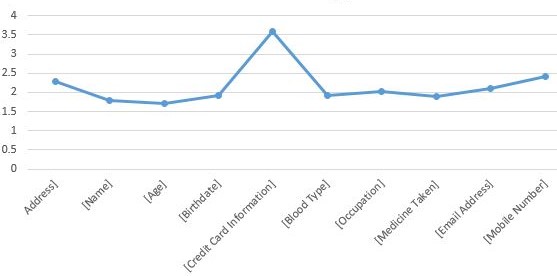 4
3.5
3
2.5
2
1.5
1
0.5
0
Address]
[Name]
[Age]
[Birthdate]
[Credit Card Information]
[Blood Type]
[Occupation]
[Medicine Taken]
[Email Address]
[Mobile Number]